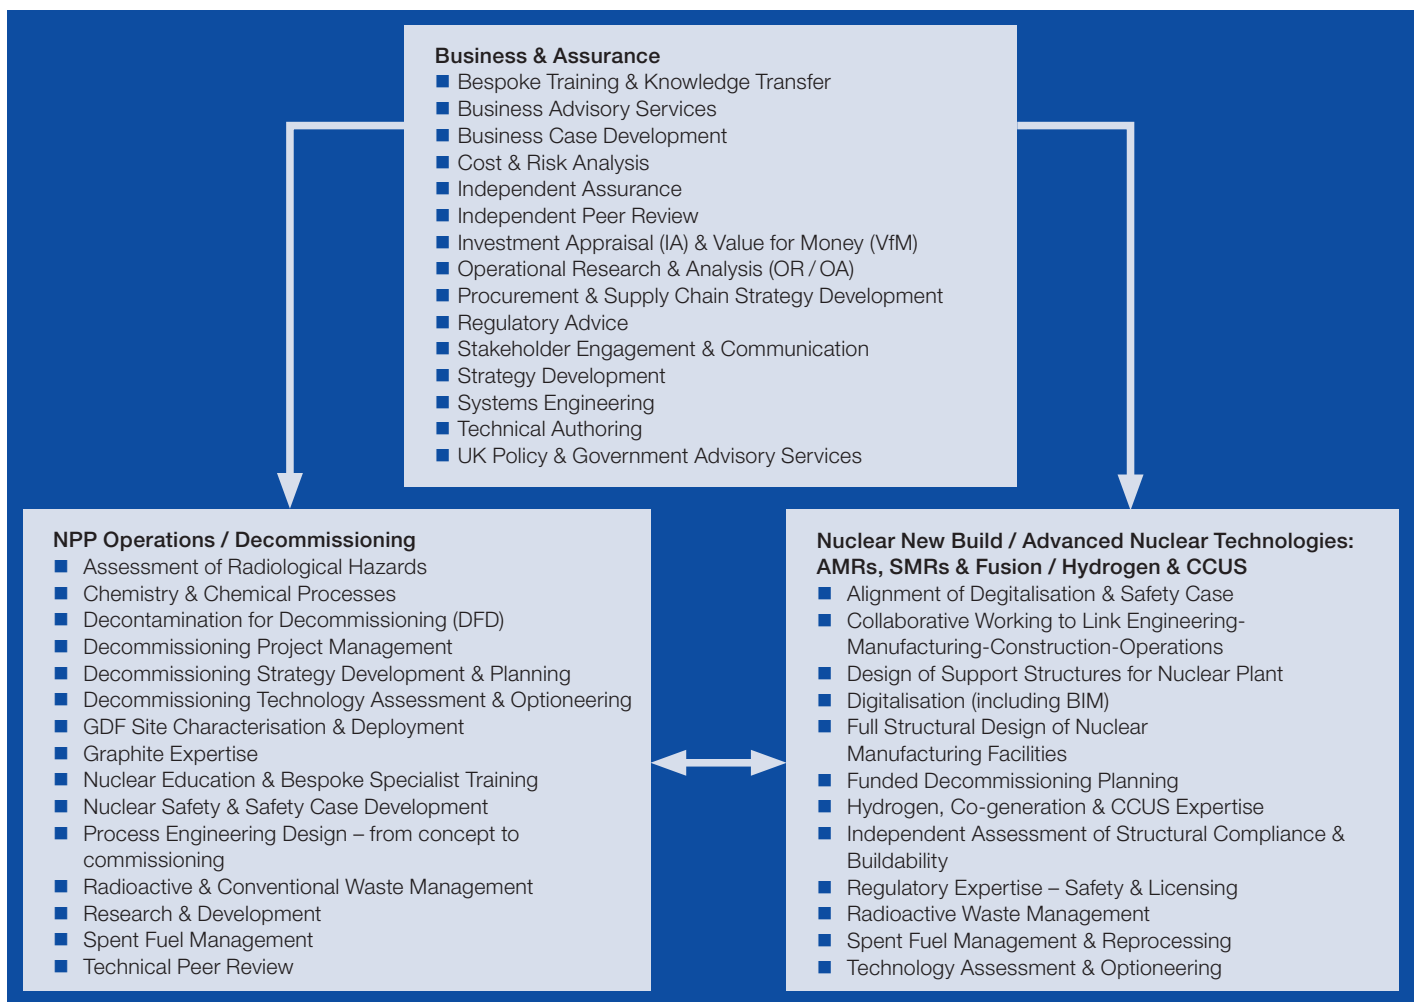 Business & Assurance
Bespoke Training & Knowledge Transfer
Business Advisory Services
Business Case Development
Cost & Risk Analysis
Independent Assurance
Independent Peer Review
Investment Appraisal (IA) & Value for Money (VfM)
Operational Research & Analysis (OR / OA)
Procurement & Supply Chain Strategy Development
Regulatory Advice
Stakeholder Engagement & Communication
Strategy Development
Systems Engineering
Technical Authoring
UK Policy & Government Advisory Services
NPP Operations / Decommissioning
Assessment of Radiological Hazards
Chemistry & Chemical Processes
Decontamination for Decommissioning (DFD)
Decommissioning Project Management
Decommissioning Strategy Development & Planning
Decommissioning Technology Assessment & Optioneering
GDF Site Characterisation & Deployment
Graphite Expertise
Nuclear Education & Bespoke Specialist Training
Nuclear Safety & Safety Case Development
Process Engineering Design – from concept to
commissioning
Radioactive & Conventional Waste Management
Research & Development
Spent Fuel Management
Technical Peer Review
Nuclear New Build / Advanced Nuclear Technologies:
AMRs, SMRs & Fusion / Hydrogen & CCUS
Alignment of Degitalisation & Safety Case
Collaborative Working to Link Engineering-
Manufacturing-Construction-Operations
Design of Support Structures for Nuclear Plant
Digitalisation (including BIM)
Full Structural Design of Nuclear
Manufacturing Facilities
Funded Decommissioning Planning
Hydrogen, Co-generation & CCUS Expertise
Independent Assessment of Structural Compliance &
Buildability
Regulatory Expertise – Safety & Licensing
Radioactive Waste Management
Spent Fuel Management & Reprocessing
Technology Assessment & Optioneering